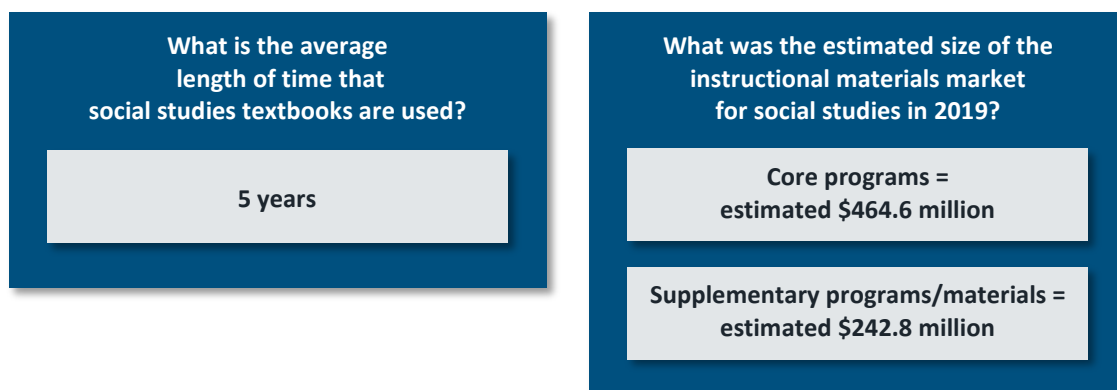 What is the average
length of time that
social studies textbooks are used?
5 years
What was the estimated size of the
instructional materials market
for social studies in 2019?
Core programs =
estimated $464.6 million
Supplementary programs/materials =
estimated $242.8 million